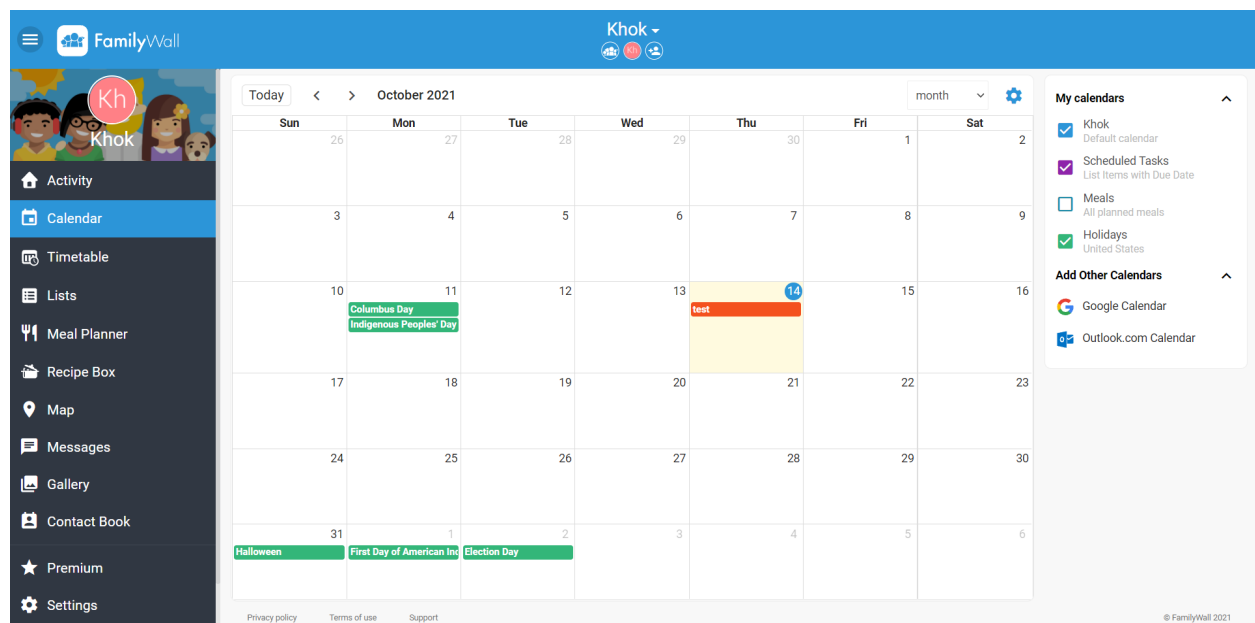 FamilyWall
Khok
Kh
Kh
Khok
Activity
Calendar
Timetable
Lists
Meal Planner
Recipe Box
Map
Messages
Gallery
Contact Book
Premium
Settings
Today October 2021 month
Sun Mon Tue Wed Thu Fri Sat
26 27 28 29 30 1 2
3 4 5 6 7 8 9
10 11 12 13 14 15 16
Columbus Day test
Indigenous Peoples' Day
17 18 19 20 21 22 23
24 25 26 27 28 29 30
31 1 2 3 4 5 6
Halloween First Day of American Inc Election Day
My calendars
Khok
Default calendar
Scheduled Tasks
List Items with Due Date
Meals
All planned meals
Holidays
United States
Add Other Calendars
Google Calendar
Outlook.com Calendar
Privacy policy Terms of use Support © FamilyWall 2021